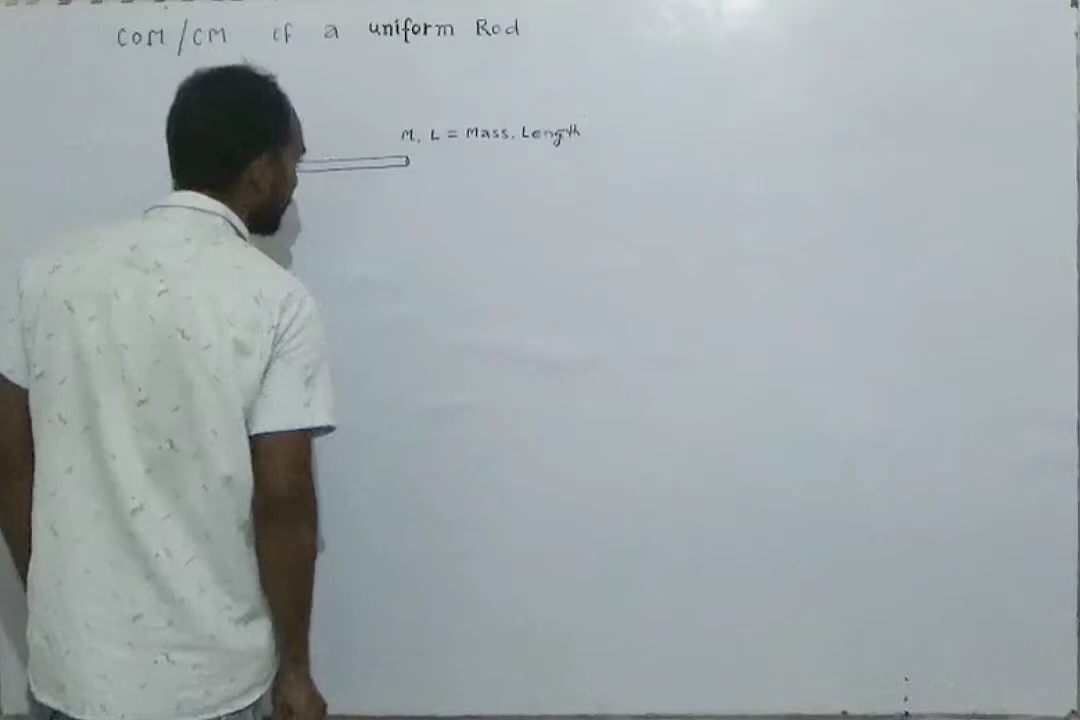 COM/CM of a uniform Rod
M, L = Mass, Length